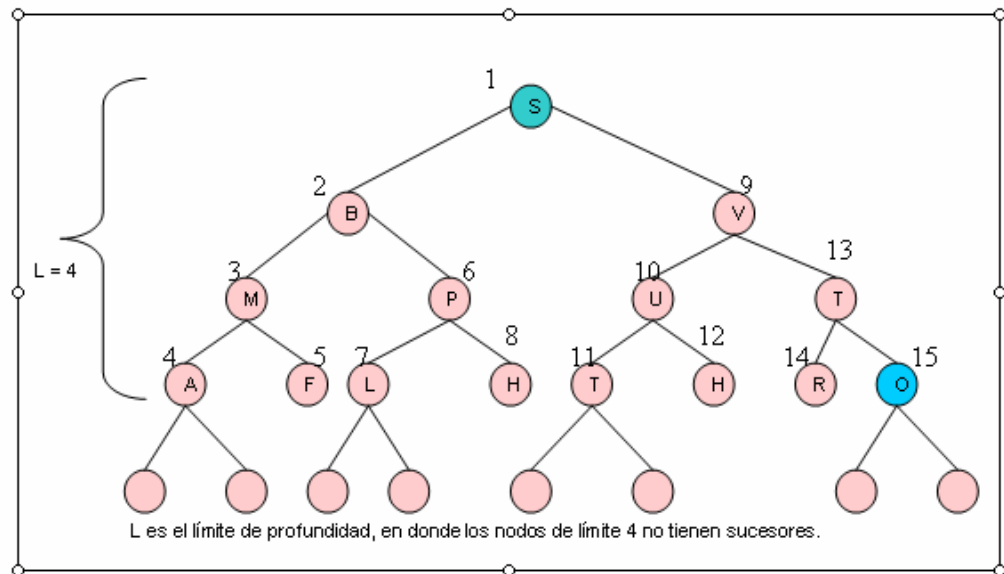 1
S
2
9
B
V
13
L = 4
3
6
10
M
P
U
T
8
12
4
5
7
11
14
15
A
F
L
H
T
H
R
O
L es el límite de profundidad, en donde los nodos de límite 4 no tienen sucesores.